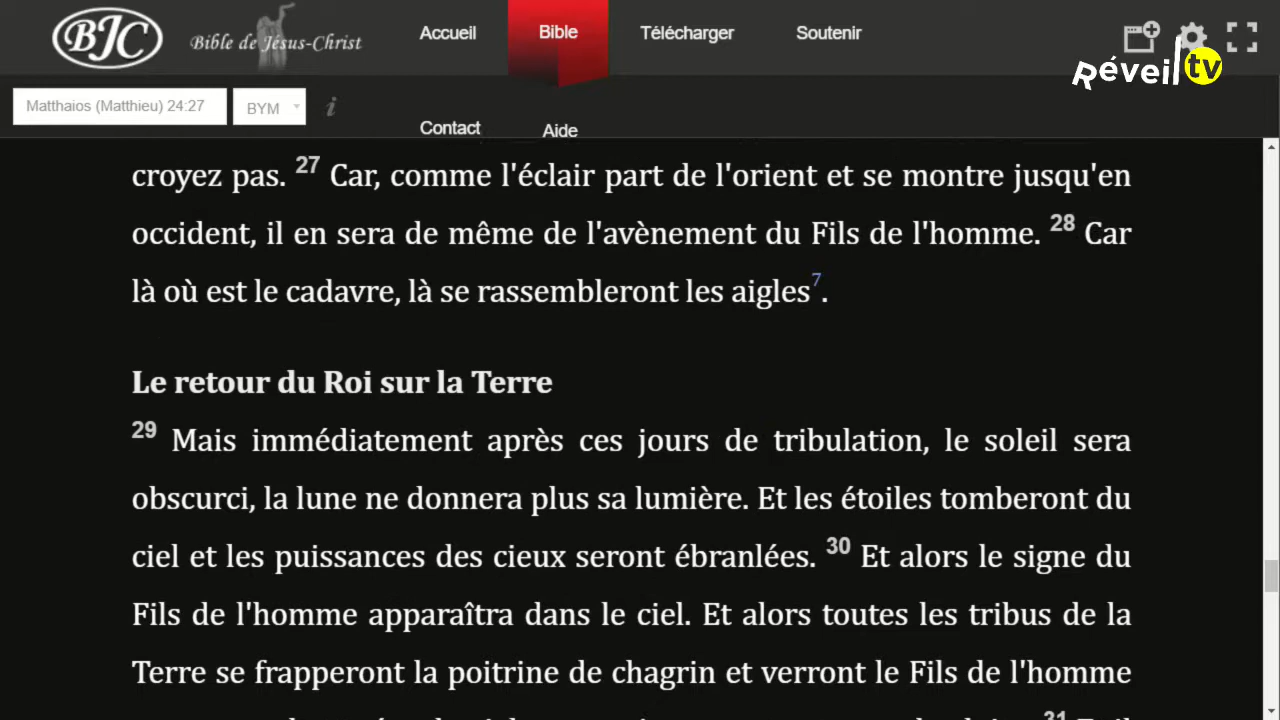 BJC Bible de Jésus-Christ
Accueil Bible Télécharger Soutenir
Réveil tv
Matthaios (Matthieu) 24:27 BYM i
Contact Aide
croyez pas. 27 Car, comme l'éclair part de l'orient et se montre jusqu'en
occident, il en sera de même de l'avènement du Fils de l'homme. 28 Car
là où est le cadavre, là se rassembleront les aigles7.
Le retour du Roi sur la Terre
29 Mais immédiatement après ces jours de tribulation, le soleil sera
obscurci, la lune ne donnera plus sa lumière. Et les étoiles tomberont du
ciel et les puissances des cieux seront ébranlées. 30 Et alors le signe du
Fils de l'homme apparaîtra dans le ciel. Et alors toutes les tribus de la
Terre se frapperont la poitrine de chagrin et verront le Fils de l'homme
31